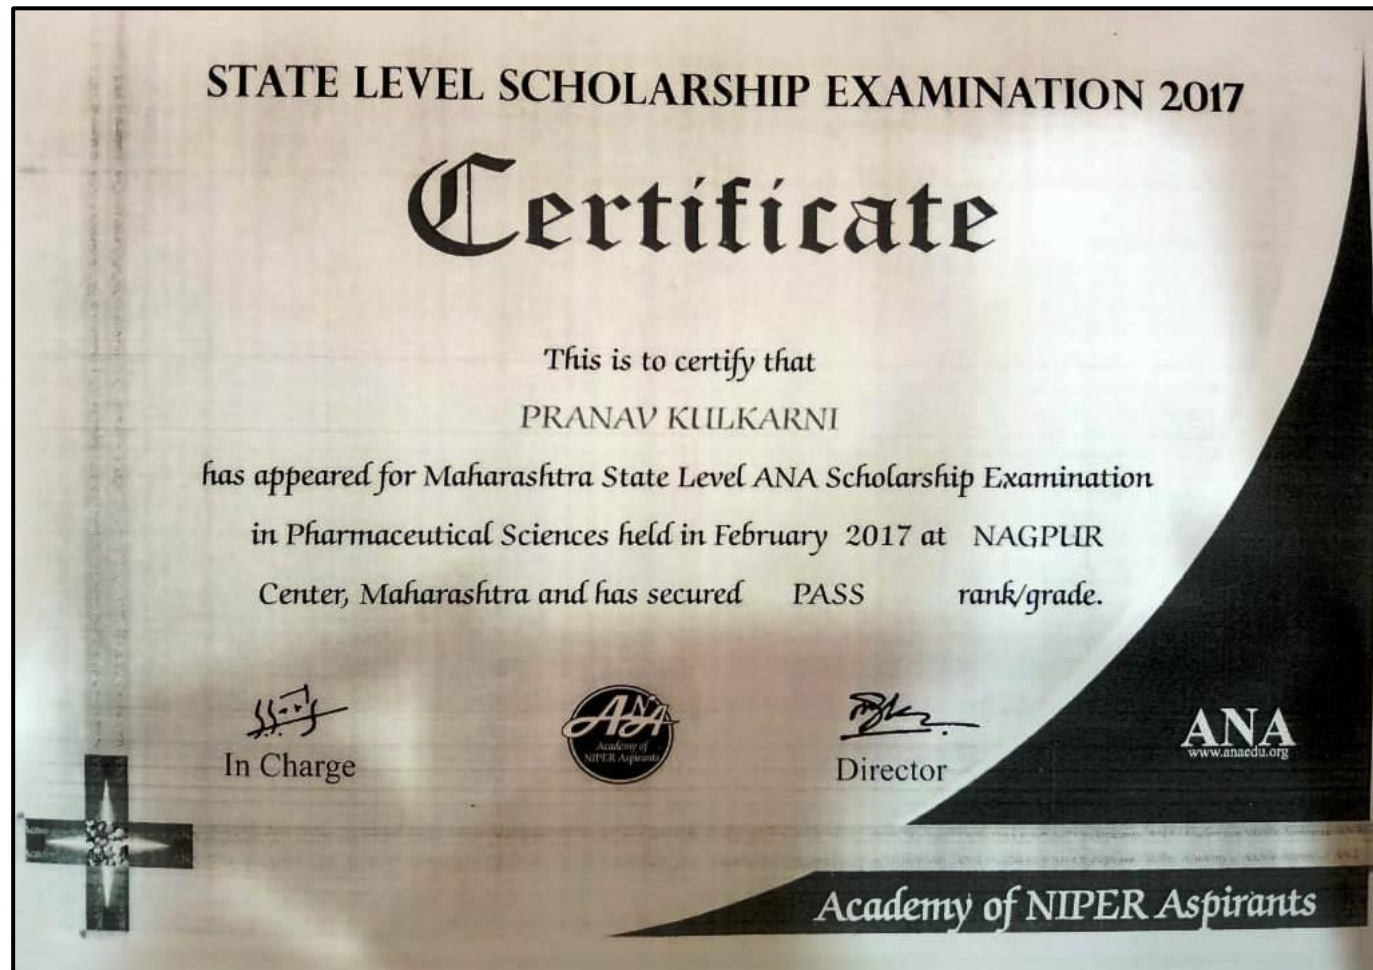 STATE LEVEL SCHOLARSHIP EXAMINATION 2017
Certificate
This is to certify that
PRANAV KULKARNI
has appeared for Maharashtra State Level ANA Scholarship Examination
in Pharmaceutical Sciences held in February 2017 at NAGPUR
Center, Maharashtra and has secured PASS rank/grade.
In Charge
ANA
Academy of
NIPER Aspirants
Director
ANA
www.anaedu.org
Academy of NIPER Aspirants